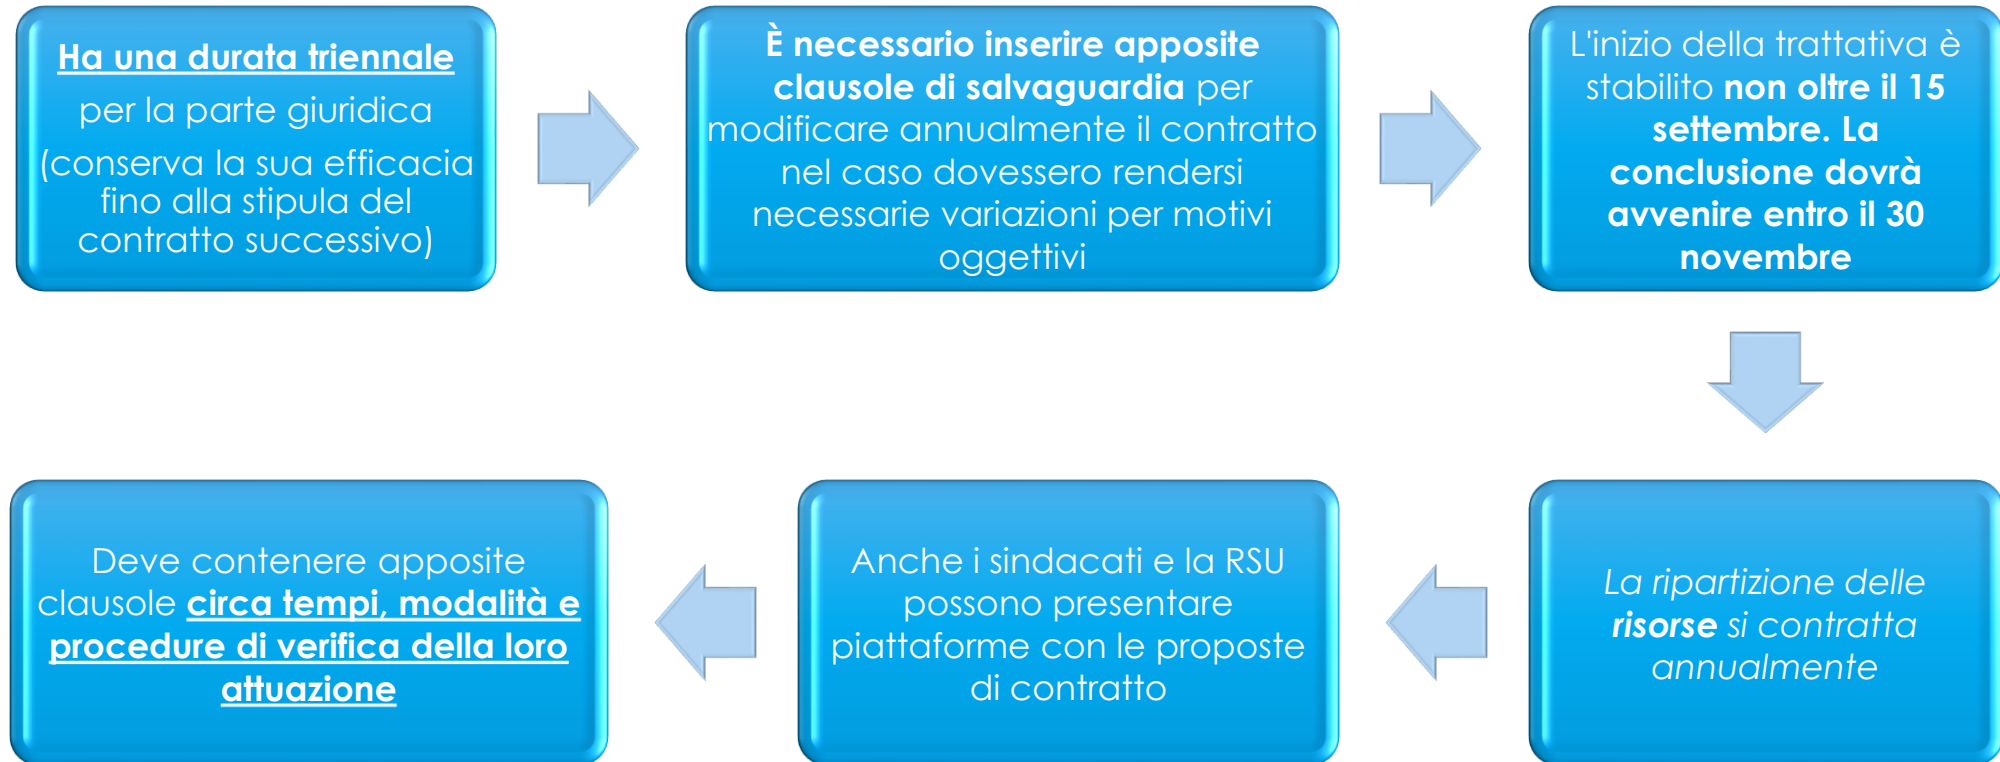 Ha una durata triennale
per la parte giuridica
(conserva la sua efficacia
fino alla stipula del
contratto successivo)
È necessario inserire apposite
clausole di salvaguardia per
modificare annualmente il contratto
nel caso dovessero rendersi
necessarie variazioni per motivi
oggettivi
L'inizio della trattativa è
stabilito non oltre il 15
settembre. La
conclusione dovrà
avvenire entro il 30
novembre
La ripartizione delle
risorse si contratta
annualmente
Anche i sindacati e la RSU
possono presentare
piattaforme con le proposte
di contratto
Deve contenere apposite
clausole circa tempi, modalità e
procedure di verifica della loro
attuazione